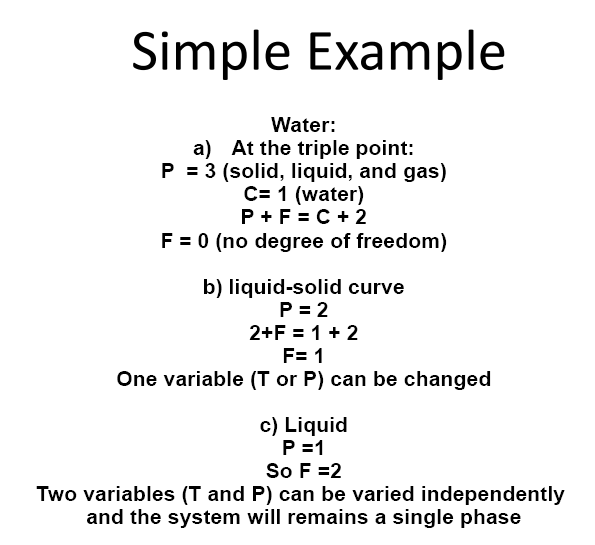 Simple Example
Water:
a) At the triple point:
P = 3 (solid, liquid, and gas)
C= 1 (water)
P + F = C + 2
F = 0 (no degree of freedom)
b) liquid-solid curve
P = 2
2+F = 1 + 2
F= 1
One variable (T or P) can be changed
c) Liquid
P =1
So F =2
Two variables (T and P) can be varied independently
and the system will remains a single phase